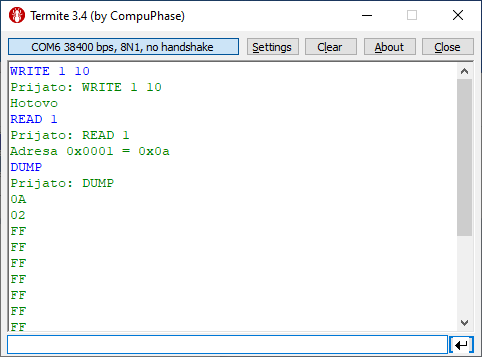 Termite 3.4 (by CompuPhase)
COM6 38400 bps, 8N1, no handshake Settings Clear About Close
WRITE 1 10
Prijato: WRITE 1 10
Hotovo
READ 1
Prijato: READ 1
Adresa 0x0001 = 0x0a
DUMP
Prijato: DUMP
0A
02
FF
FF
FF
FF
FF
FF
FF